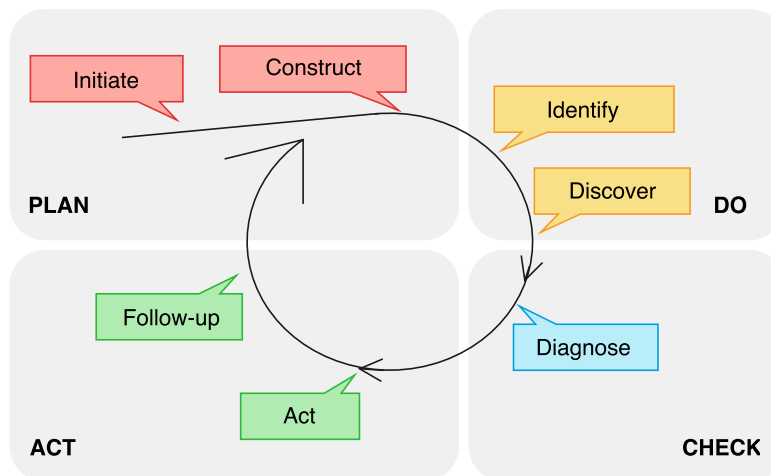 Initiate
Construct
PLAN
Identify
Discover
DO
Follow-up
Act
ACT
Diagnose
CHECK